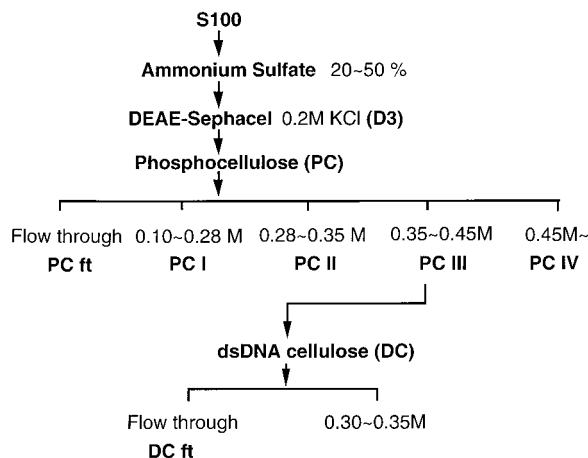 S100
Ammonium Sulfate 20~50 %
DEAE-Sephacel 0.2M KCl (D3)
Phosphocellulose (PC)
Flow through 0.10~0.28 M 0.28~0.35 M 0.35~0.45M 0.45M~
PC ft PC I PC II PC III PC IV
dsDNA cellulose (DC)
Flow through 0.30~0.35M
DC ft